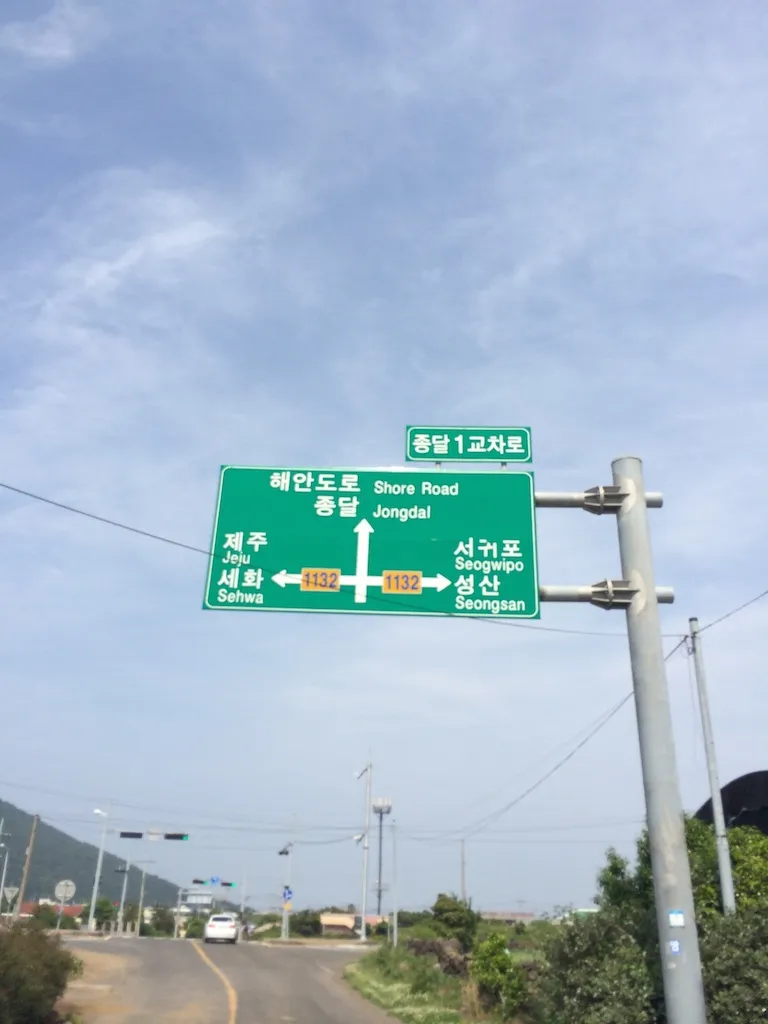 종달1교차로
해안도로 Shore Road
종달 Jongdal
제주
Jeju
세화
Sehwa
1132
1132
서귀포
Seogwipo
성산
Seongsan